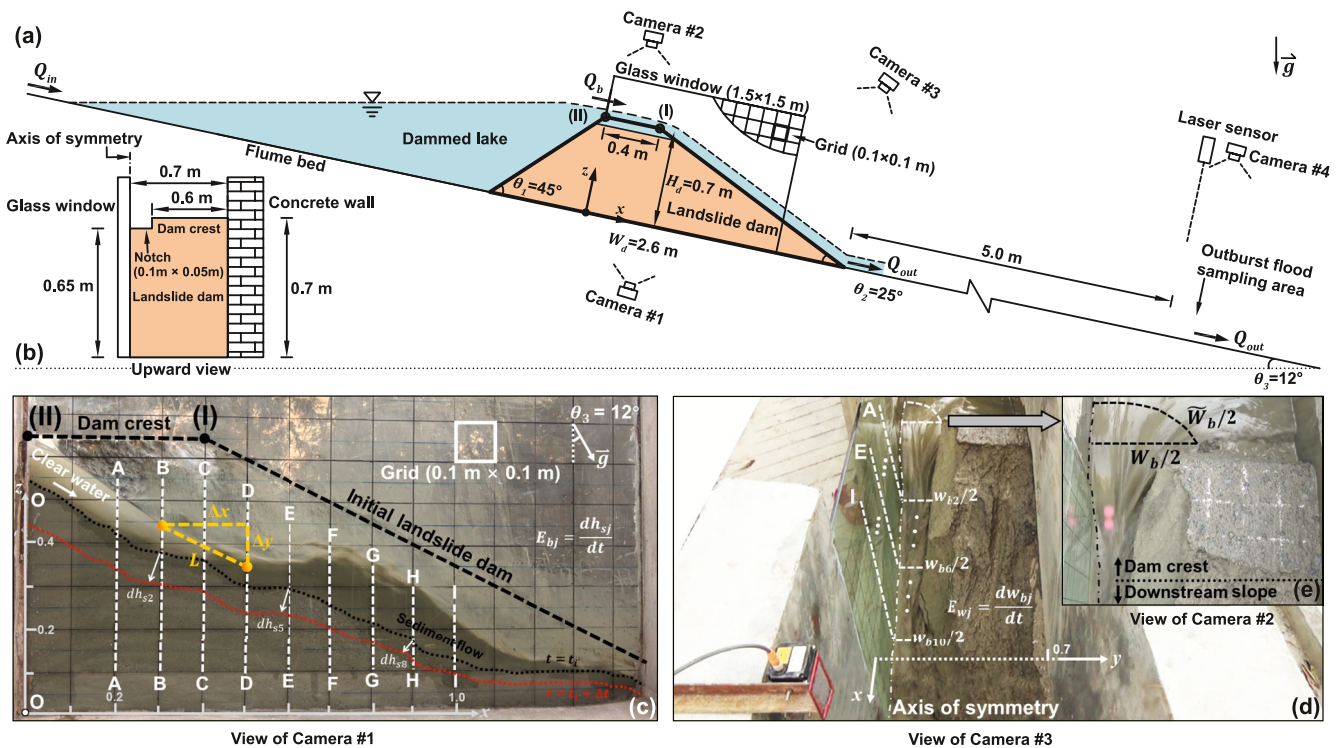 (a)
Q_in
Camera #2
Camera #3
g
Glass window (1.5×1.5 m)
Q_b
(II)
(I)
Grid (0.1×0.1 m)
0.4 m
Laser sensor
Camera #4
Axis of symmetry
Dammed lake
Flume bed
0.7 m
0.6 m
Glass window
Concrete wall
Dam crest
Notch
(0.1m × 0.05m)
Landslide dam
0.65 m
0.7 m
(b)
Upward view
θ1=45°
z
x
H_d=0.7 m
Landslide dam
W_d=2.6 m
Camera #1
Q_out
θ2=25°
5.0 m
Outburst flood
sampling area
Q_out
θ3=12°
(II)
(I)
Dam crest
θ3 = 12°
g
Grid (0.1 m × 0.1 m)
Clear water
A B C D E F G H
z
O
Δx
Δy
L
Initial landslide dam
E_bj = dh_sj/dt
0.4
dh_s2
dh_s5
dh_s8
Sediment flow
0.2
t = t_i
t = t_i + Δt
A B C D E F G H
O
0.2
1.0
x
(c)
View of Camera #1
A
E
I
w_b2/2
w_b6/2
w_b10/2
E_wj = dw_bj/dt
0.7
y
x
Axis of symmetry
(d)
View of Camera #3
W̃_b/2
W_b/2
Dam crest
Downstream slope
(e)
View of Camera #2